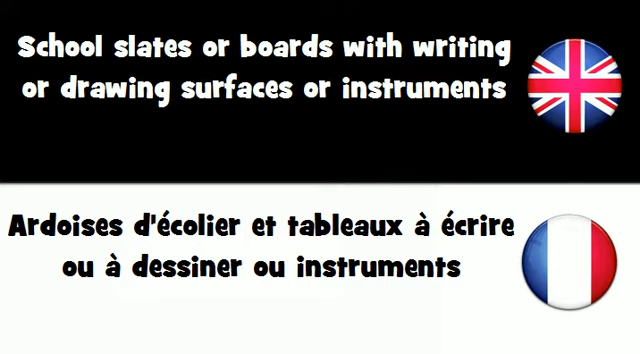 School slates or boards with writing
or drawing surfaces or instruments
Ardoises d'écolier et tableaux à écrire
ou à dessiner ou instruments